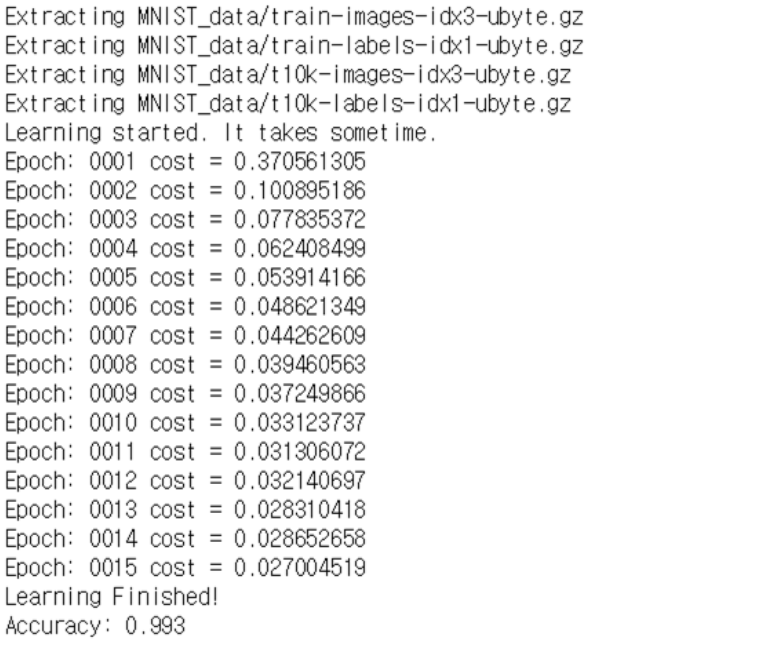 Extracting MNIST_data/train-images-idx3-ubyte.gz
Extracting MNIST_data/train-labels-idx1-ubyte.gz
Extracting MNIST_data/t10k-images-idx3-ubyte.gz
Extracting MNIST_data/t10k-labels-idx1-ubyte.gz
Learning started. It takes sometime.
Epoch: 0001 cost = 0.370561305
Epoch: 0002 cost = 0.100895186
Epoch: 0003 cost = 0.077835372
Epoch: 0004 cost = 0.062408499
Epoch: 0005 cost = 0.053914166
Epoch: 0006 cost = 0.048621349
Epoch: 0007 cost = 0.044262609
Epoch: 0008 cost = 0.039460563
Epoch: 0009 cost = 0.037249866
Epoch: 0010 cost = 0.033123737
Epoch: 0011 cost = 0.031306072
Epoch: 0012 cost = 0.032140697
Epoch: 0013 cost = 0.028310418
Epoch: 0014 cost = 0.028652658
Epoch: 0015 cost = 0.027004519
Learning Finished!
Accuracy: 0.993